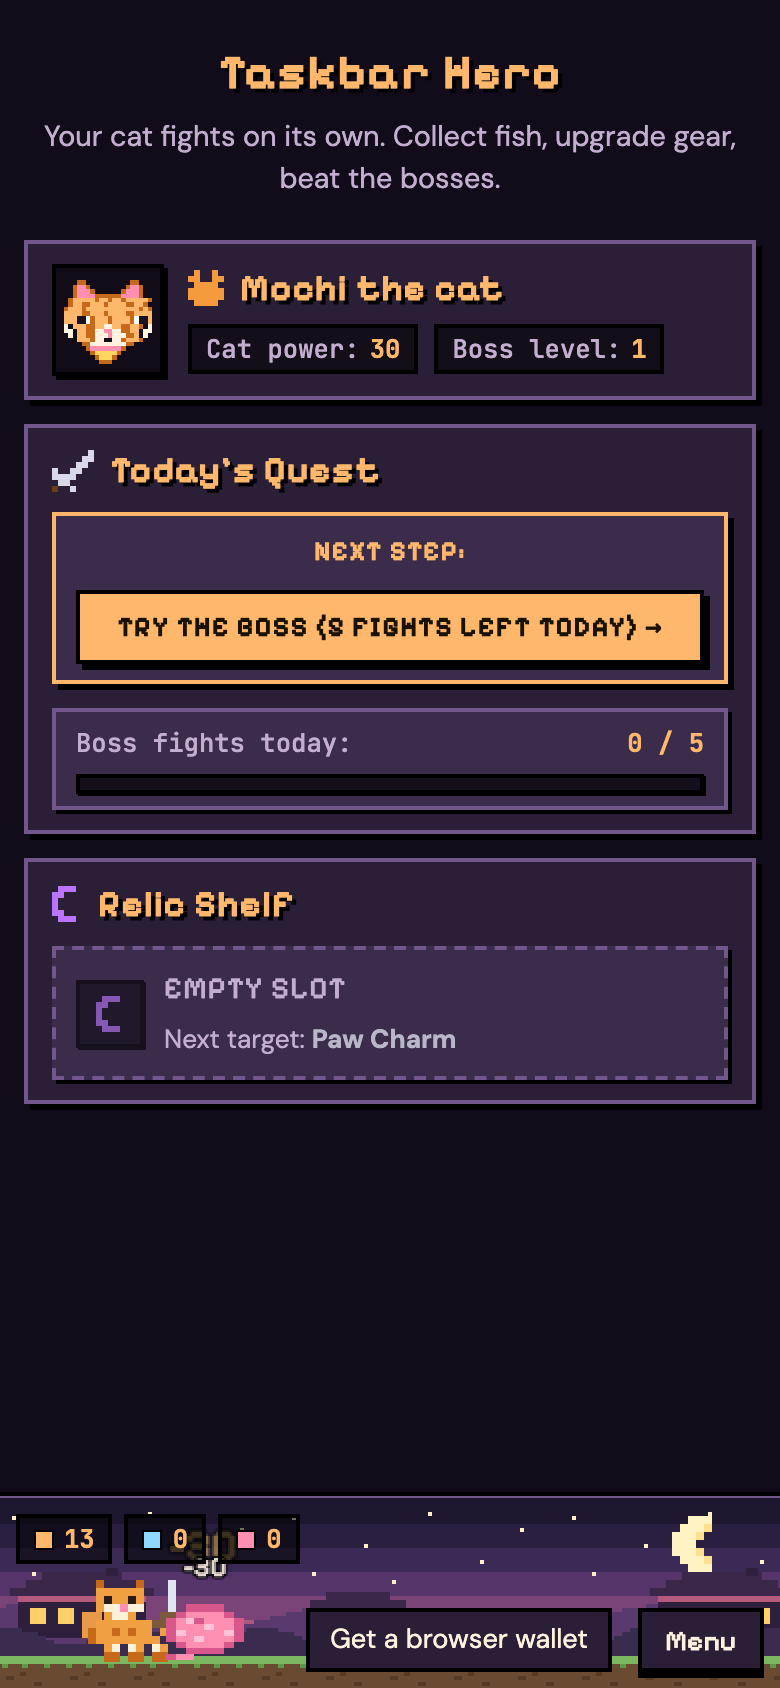 Taskbar Hero
Your cat fights on its own. Collect fish, upgrade gear,
beat the bosses.
Mochi the cat
Cat power: 30
Boss level: 1
Today's Quest
NEXT STEP:
TRY THE BOSS (5 FIGHTS LEFT TODAY) →
Boss fights today: 0 / 5
Relic Shelf
EMPTY SLOT
Next target: Paw Charm
13
0
0
-30
-30
Get a browser wallet
Menu